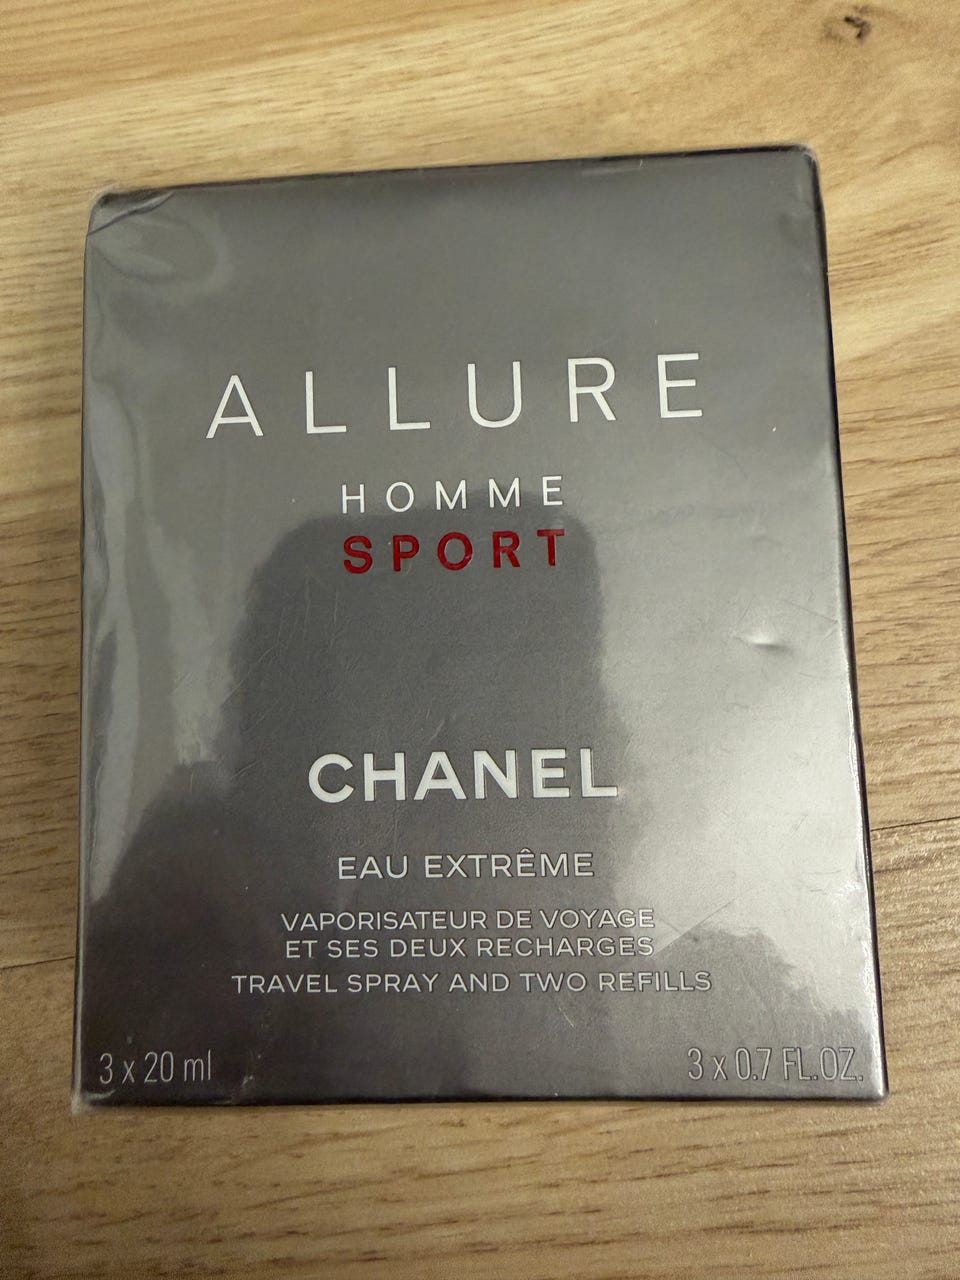 ALLURE
HOMME
SPORT
CHANEL
EAU EXTRÊME
VAPORISATEUR DE VOYAGE
ET SES DEUX RECHARGES
TRAVEL SPRAY AND TWO REFILLS
3 x 20 ml
3 x 0.7 FL.OZ.